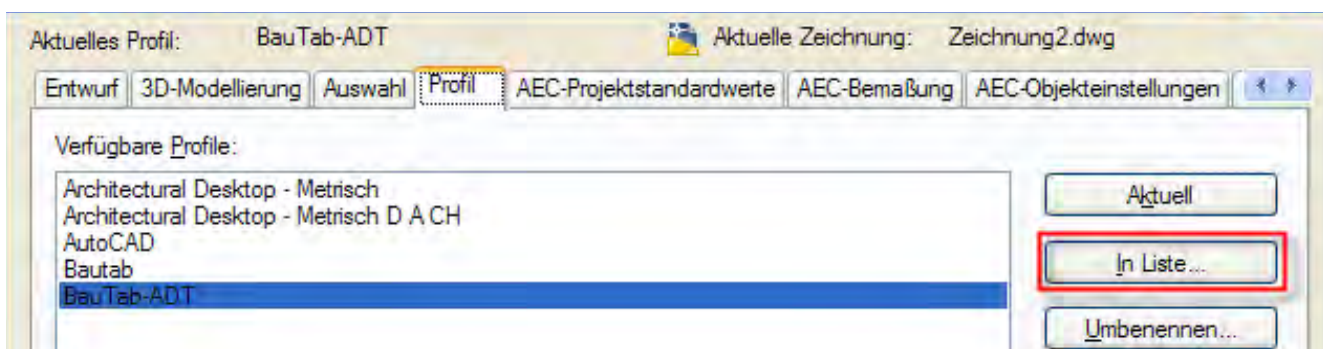 Aktuelles Profil: BauTab-ADT Aktuelle Zeichnung: Zeichnung2.dwg
Entwurf 3D-Modellierung Auswahl Profil AEC-Projektstandardwerte AEC-Bemaßung AEC-Objekteinstellungen
Verfügbare Profile:
Architectural Desktop - Metrisch
Aktuell
Architectural Desktop - Metrisch D A CH
AutoCAD
In Liste...
Bautab
BauTab-ADT
Umbenennen...